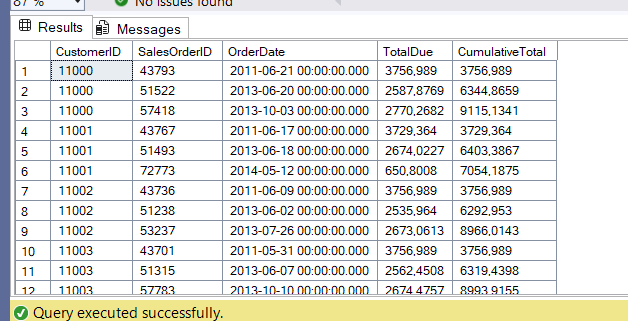 87 % No issues found
Results Messages
CustomerID SalesOrderID OrderDate TotalDue CumulativeTotal
1 11000 43793 2011-06-21 00:00:00.000 3756,989 3756,989
2 11000 51522 2013-06-20 00:00:00.000 2587,8769 6344,8659
3 11000 57418 2013-10-03 00:00:00.000 2770,2682 9115,1341
4 11001 43767 2011-06-17 00:00:00.000 3729,364 3729,364
5 11001 51493 2013-06-18 00:00:00.000 2674,0227 6403,3867
6 11001 72773 2014-05-12 00:00:00.000 650,8008 7054,1875
7 11002 43736 2011-06-09 00:00:00.000 3756,989 3756,989
8 11002 51238 2013-06-02 00:00:00.000 2535,964 6292,953
9 11002 53237 2013-07-26 00:00:00.000 2673,0613 8966,0143
10 11003 43701 2011-05-31 00:00:00.000 3756,989 3756,989
11 11003 51315 2013-06-07 00:00:00.000 2562,4508 6319,4398
12 11003 57783 2013-10-10 00:00:00.000 2674,4757 8993,9155
Query executed successfully.